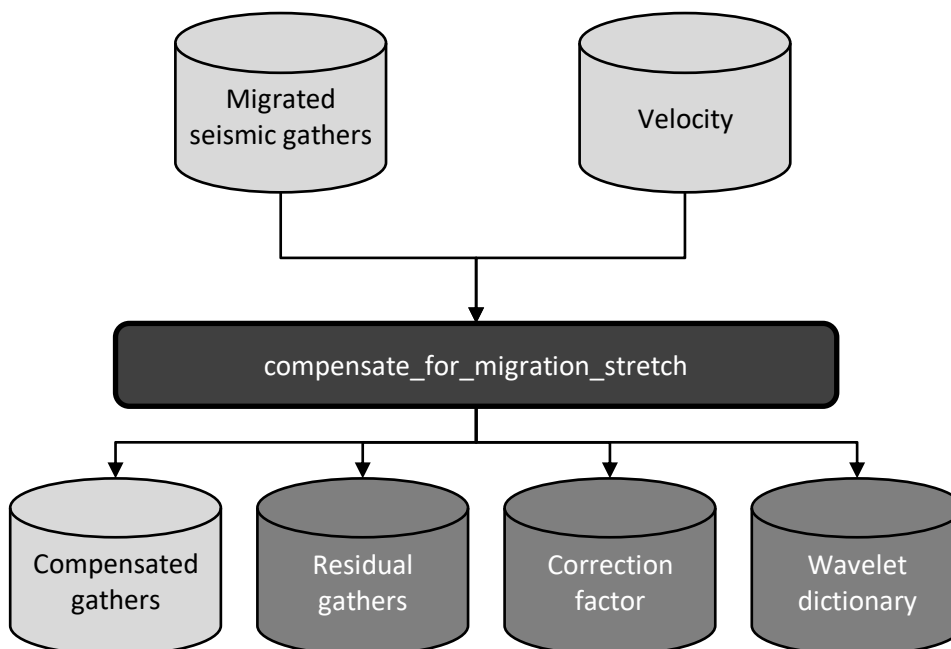 Migrated
seismic gathers
Velocity
compensate_for_migration_stretch
Compensated
gathers
Residual
gathers
Correction
factor
Wavelet
dictionary